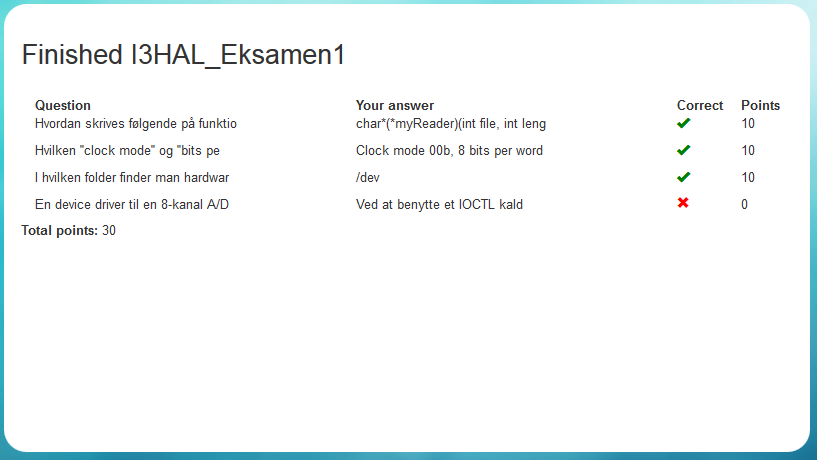 Finished I3HAL_Eksamen1
Question Your answer Correct Points
Hvordan skrives følgende på funktio char*(*myReader)(int file, int leng 10
Hvilken "clock mode" og "bits pe Clock mode 00b, 8 bits per word 10
I hvilken folder finder man hardwar /dev 10
En device driver til en 8-kanal A/D Ved at benytte et IOCTL kald 0
Total points: 30